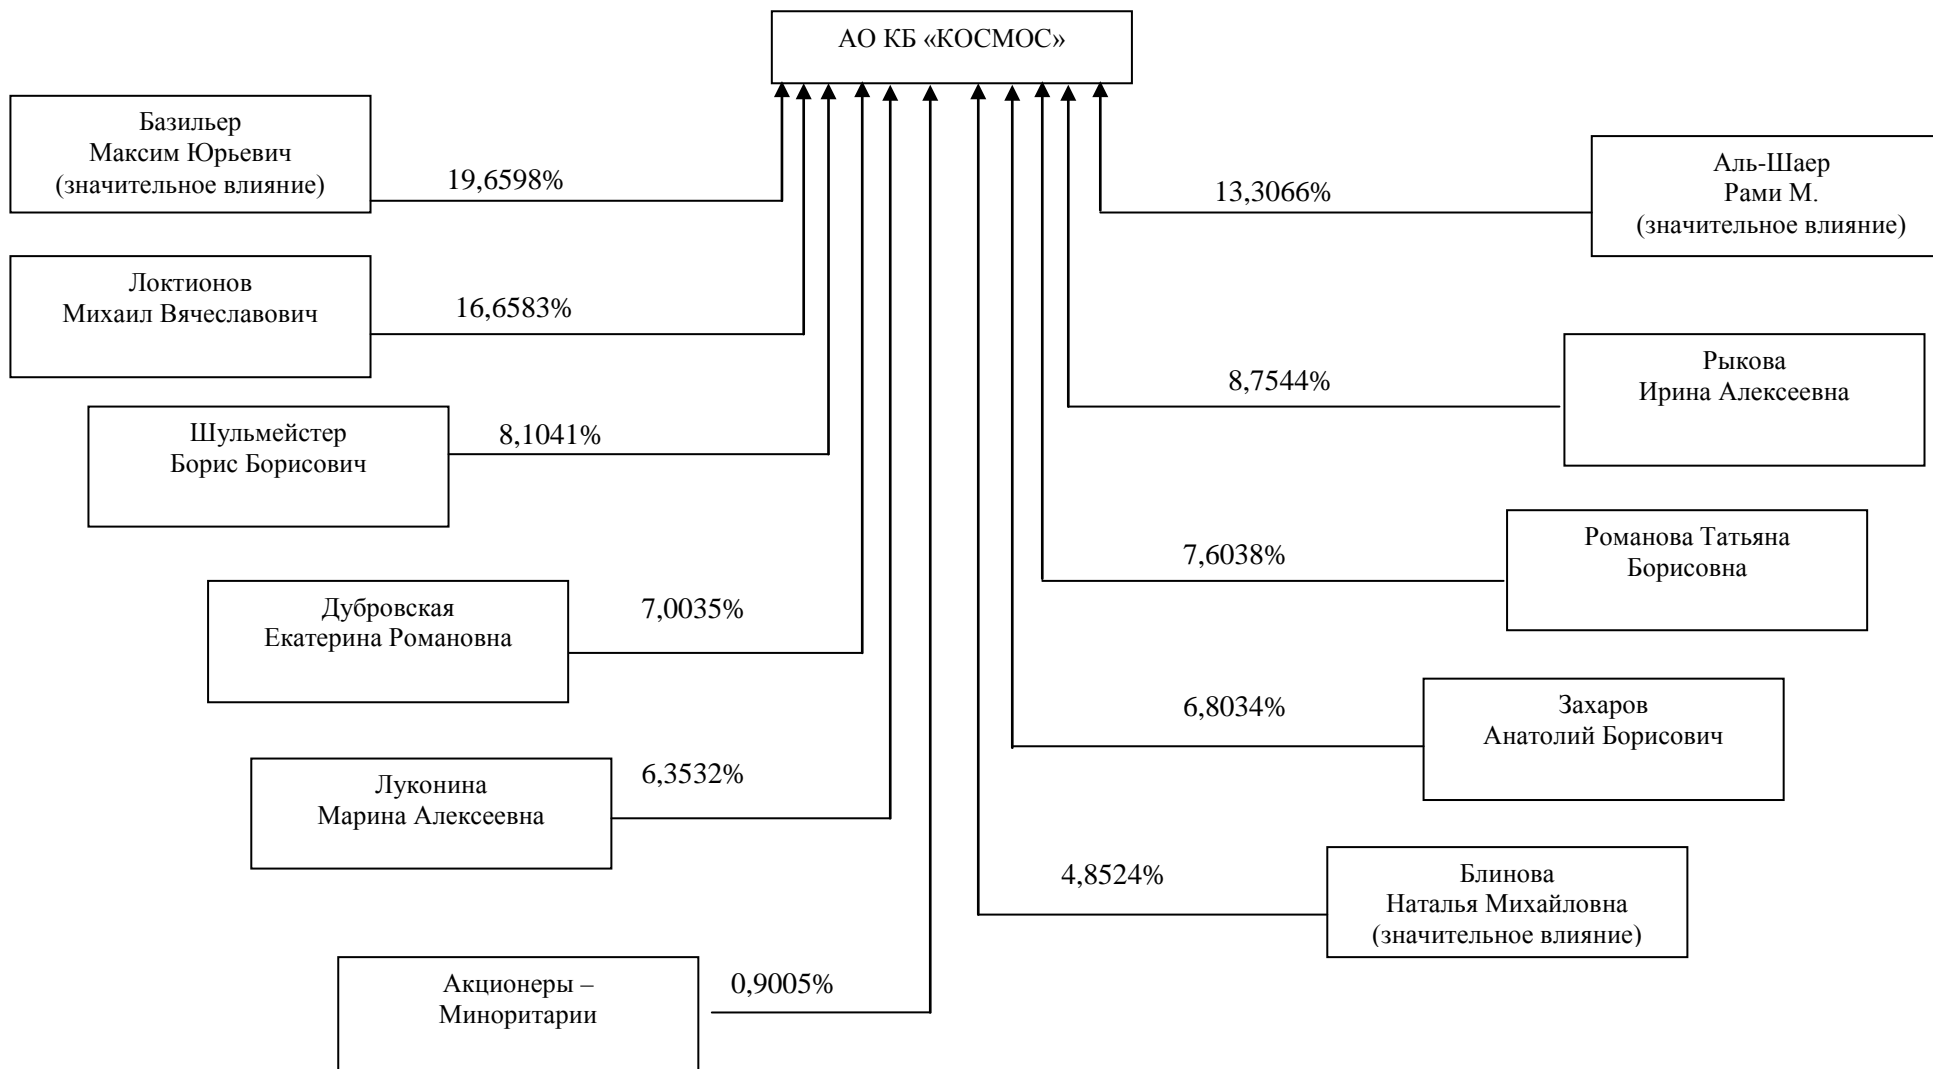 АО КБ «КОСМОС»
Базильер
Максим Юрьевич
(значительное влияние)
19,6598%
13,3066%
Аль-Шаер
Рами М.
(значительное влияние)
Локтионов
Михаил Вячеславович
16,6583%
8,7544%
Рыкова
Ирина Алексеевна
Шульмейстер
Борис Борисович
8,1041%
7,6038%
Романова Татьяна
Борисовна
Дубровская
Екатерина Романовна
7,0035%
6,8034%
Захаров
Анатолий Борисович
Луконина
Марина Алексеевна
6,3532%
4,8524%
Блинова
Наталья Михайловна
(значительное влияние)
Акционеры –
Миноритарии
0,9005%